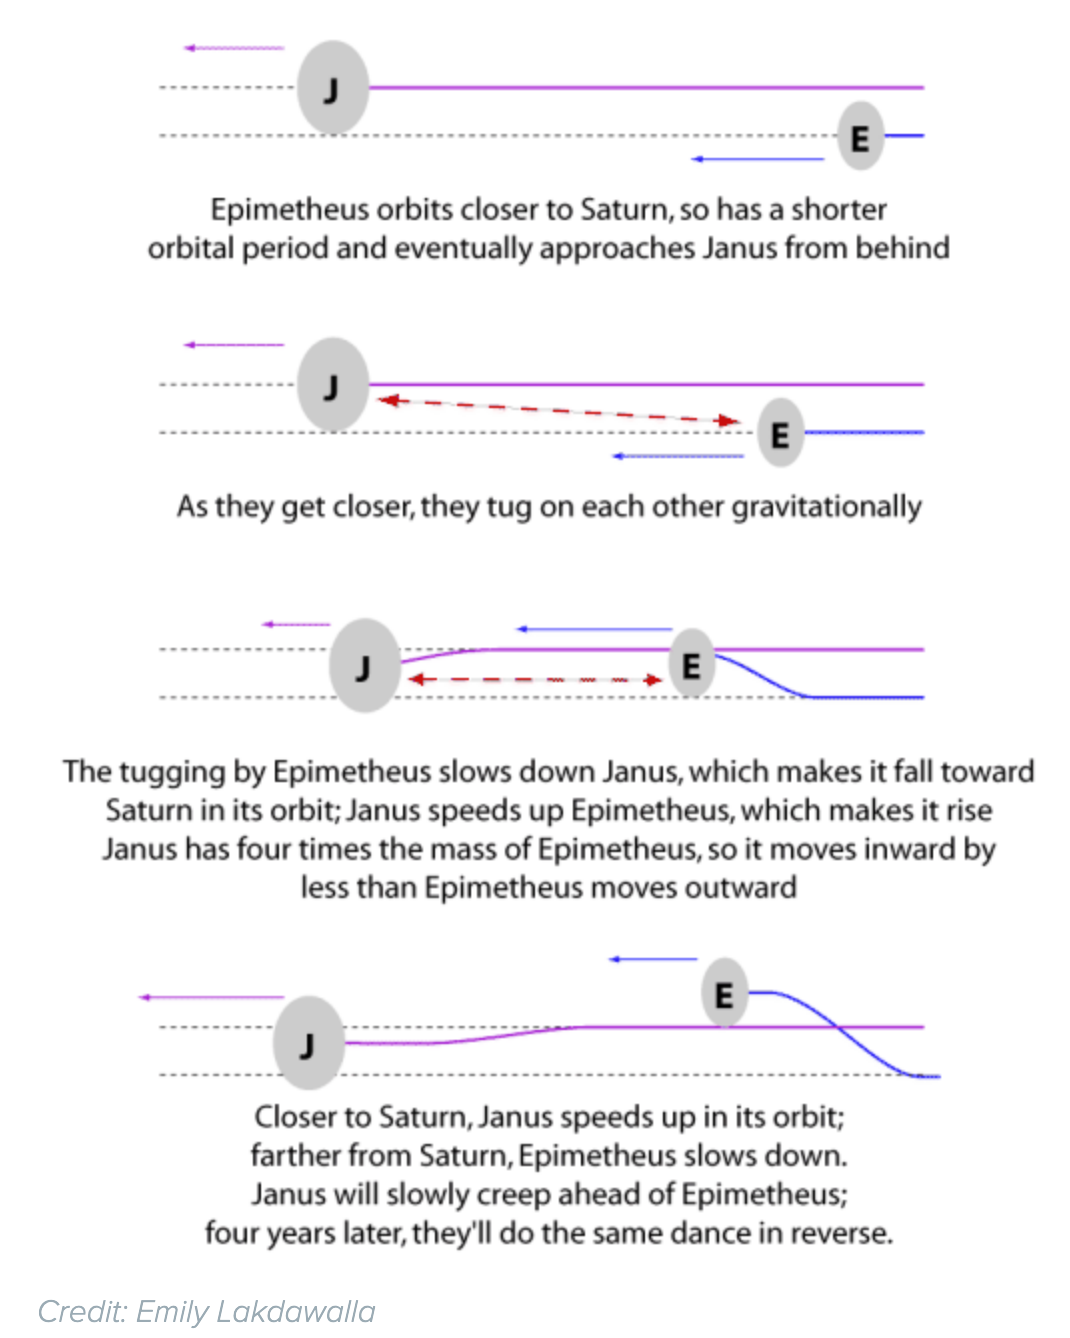 J
E
Epimetheus orbits closer to Saturn, so has a shorter
orbital period and eventually approaches Janus from behind
J
E
As they get closer, they tug on each other gravitationally
J
E
The tugging by Epimetheus slows down Janus, which makes it fall toward
Saturn in its orbit; Janus speeds up Epimetheus, which makes it rise
Janus has four times the mass of Epimetheus, so it moves inward by
less than Epimetheus moves outward
E
J
Closer to Saturn, Janus speeds up in its orbit;
farther from Saturn, Epimetheus slows down.
Janus will slowly creep ahead of Epimetheus;
four years later, they'll do the same dance in reverse.
Credit: Emily Lakdawalla